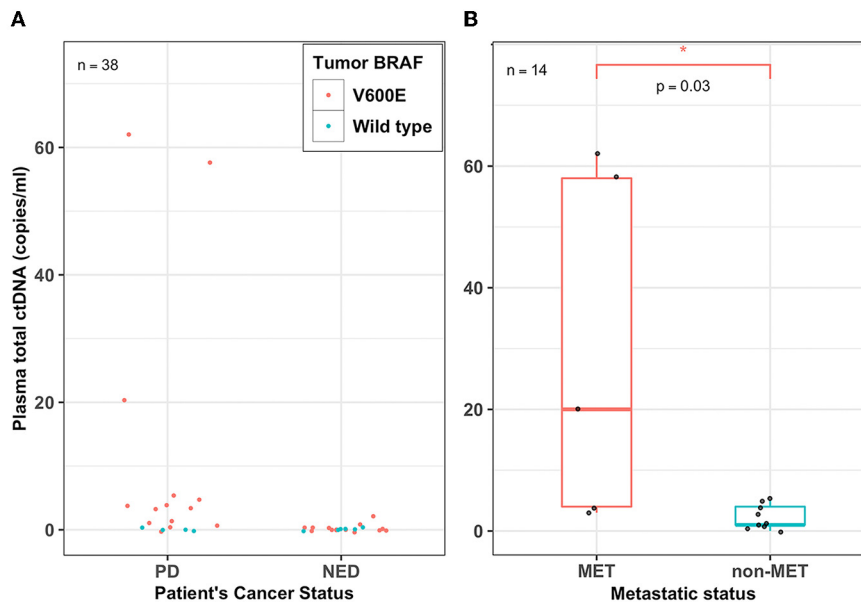 A
n = 38
Tumor BRAF
V600E
Wild type
60
40
20
0
Plasma total ctDNA (copies/ml)
PD
NED
Patient's Cancer Status
B
n = 14
*
p = 0.03
60
40
20
0
MET
non-MET
Metastatic status